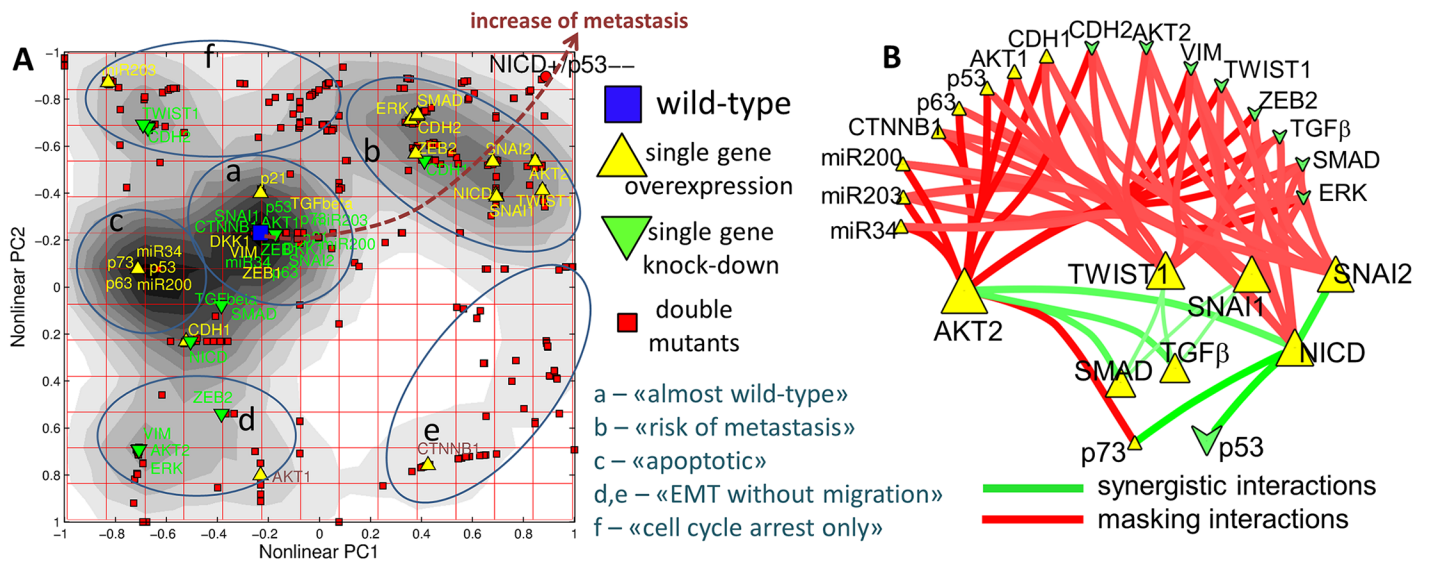 increase of metastasis
A
f
NICD+ p53−−
miR203
TWIST1
CDH2
ERK
SMAD
CDH2
ZEB2
CDH1
SNAI2
AKT2
NICD
TWIST1
SNAI1
b
a
p21
p53
TGFbeta
SNAI1
AKT1
miR203
CTNNB1
DKK1
VIM
miR200
SNAI2
miR34
ZEB1
p63
c
miR34
p73
p53
p63
miR200
TGFbeta
SMAD
CDH1
NICD
ZEB2
d
VIM
AKT2
ERK
AKT1
e
CTNNB1
−1
−0.8
−0.6
−0.4
−0.2
0
0.2
0.4
0.6
0.8
1
Nonlinear PC2
−1
−0.8
−0.6
−0.4
−0.2
0
0.2
0.4
0.6
0.8
1
Nonlinear PC1
wild-type
single gene
overexpression
single gene
knock-down
double
mutants
a – «almost wild-type»
b – «risk of metastasis»
c – «apoptotic»
d,e – «EMT without migration»
f – «cell cycle arrest only»
B
miR34
miR203
miR200
CTNNB1
p63
p53
AKT1
CDH1
CDH2
AKT2
VIM
TWIST1
ZEB2
TGFβ
SMAD
ERK
AKT2
TWIST1
SNAI1
SNAI2
NICD
TGFβ
SMAD
p73
p53
synergistic interactions
masking interactions